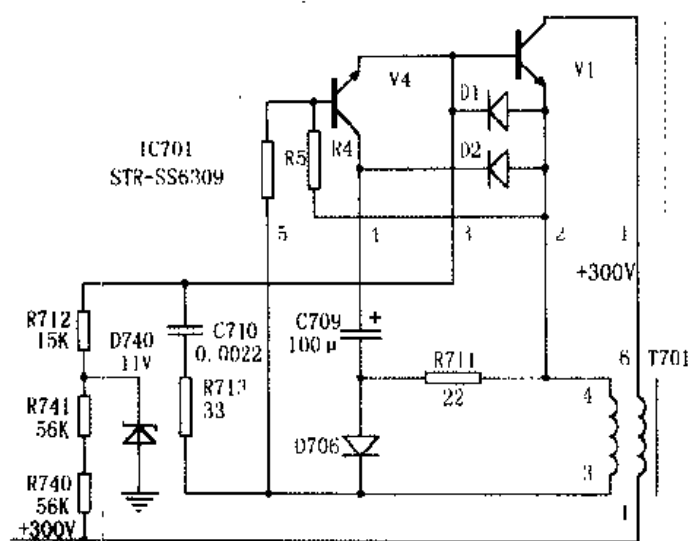 V4
V1
D1
D2
IC701
STR-SS6309
R5
R4
5
4
3
2
1
+300V
R712
15K
D740
11V
C710
0.0022
C709
+
100μ
R711
22
6
T701
4
R713
33
R741
56K
D706
3
R740
56K
+300V
1